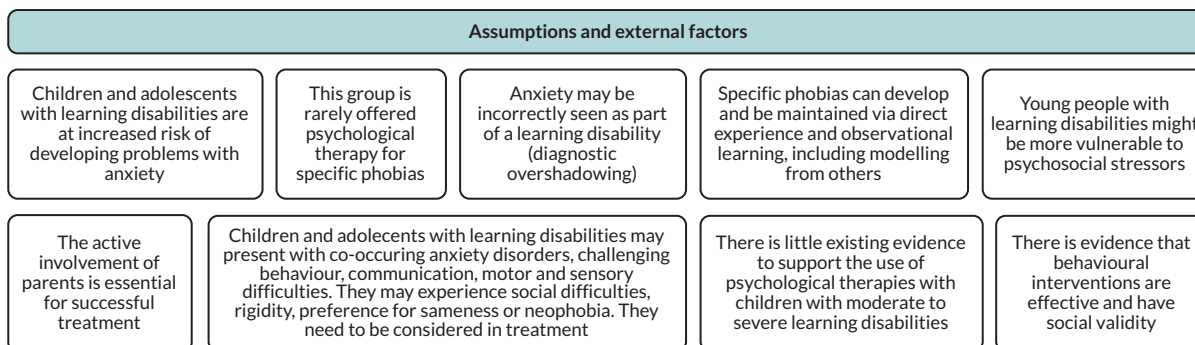 Assumptions and external factors
Children and adolescents
with learning disabilities are
at increased risk of
developing problems with
anxiety
This group is
rarely offered
psychological
therapy for
specific phobias
Anxiety may be
incorrectly seen as part
of a learning disability
(diagnostic
overshadowing)
Specific phobias can develop
and be maintained via direct
experience and observational
learning, including modelling
from others
Young people with
learning disabilities might
be more vulnerable to
psychosocial stressors
The active
involvement of
parents is essential
for successful
treatment
Children and adolecents with learning disabilities may
present with co-occuring anxiety disorders, challenging
behaviour, communication, motor and sensory
difficulties. They may experience social difficulties,
rigidity, preference for sameness or neophobia. They
need to be considered in treatment
There is little existing evidence
to support the use of
psychological therapies with
children with moderate to
severe learning disabilities
There is evidence that
behavioural
interventions are
effective and have
social validity